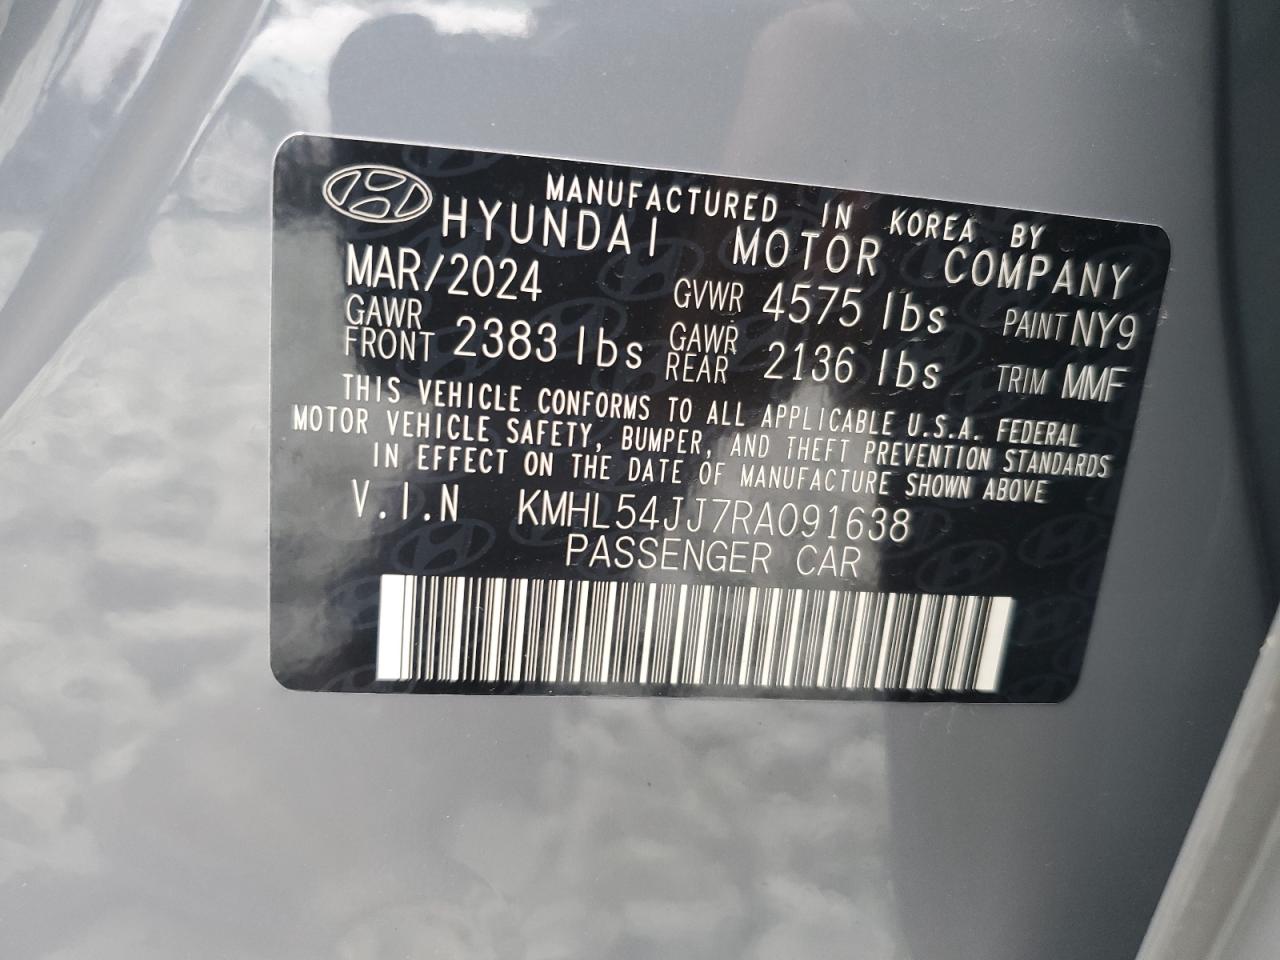 MANUFACTURED IN KOREA BY
HYUNDAI MOTOR COMPANY
MAR/2024 GVWR 4575 lbs PAINT NY9
GAWR FRONT 2383 lbs GAWR REAR 2136 lbs TRIM MMF
THIS VEHICLE CONFORMS TO ALL APPLICABLE U.S.A. FEDERAL
MOTOR VEHICLE SAFETY, BUMPER, AND THEFT PREVENTION STANDARDS
IN EFFECT ON THE DATE OF MANUFACTURE SHOWN ABOVE
V.I.N KMHL54JJ7RA091638
PASSENGER CAR